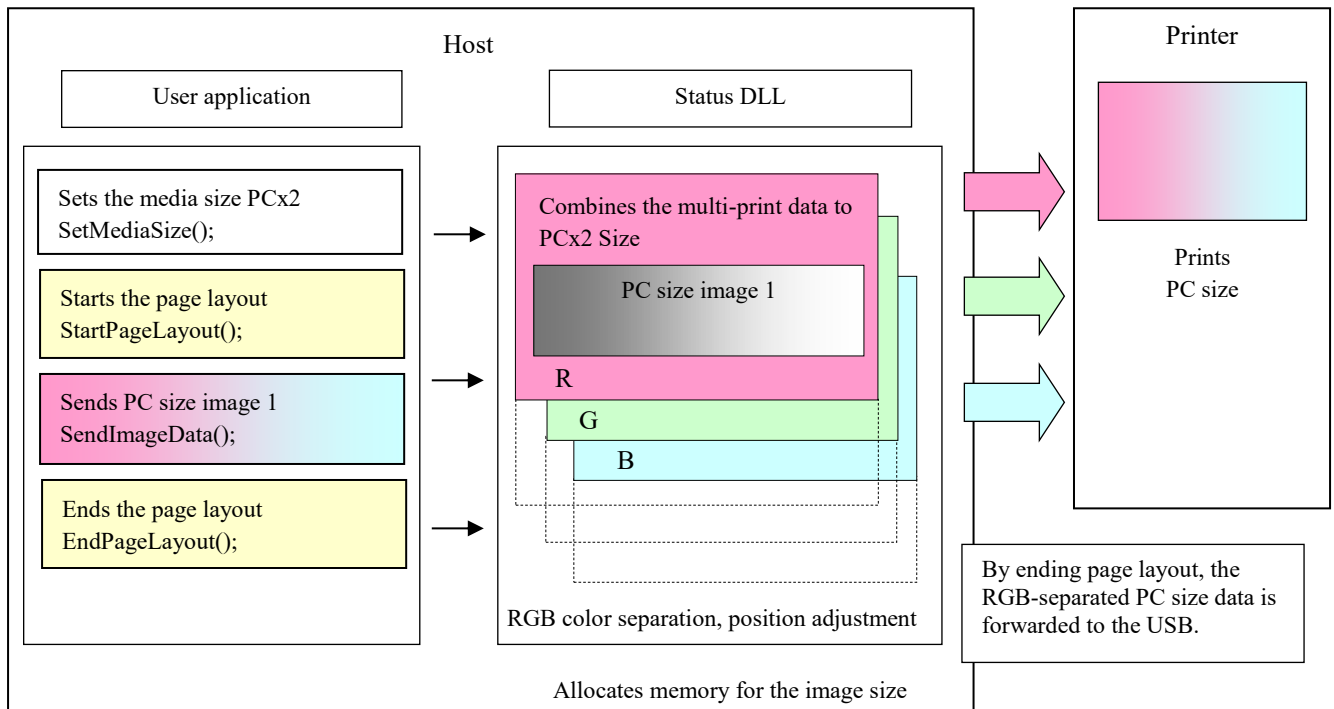 Host
User application
Status DLL
Sets the media size PCx2
SetMediaSize();
Starts the page layout
StartPageLayout();
Sends PC size image 1
SendImageData();
Ends the page layout
EndPageLayout();
Combines the multi-print data to
PCx2 Size
PC size image 1
R
G
B
RGB color separation, position adjustment
Allocates memory for the image size
Printer
Prints
PC size
By ending page layout, the
RGB-separated PC size data is
forwarded to the USB.